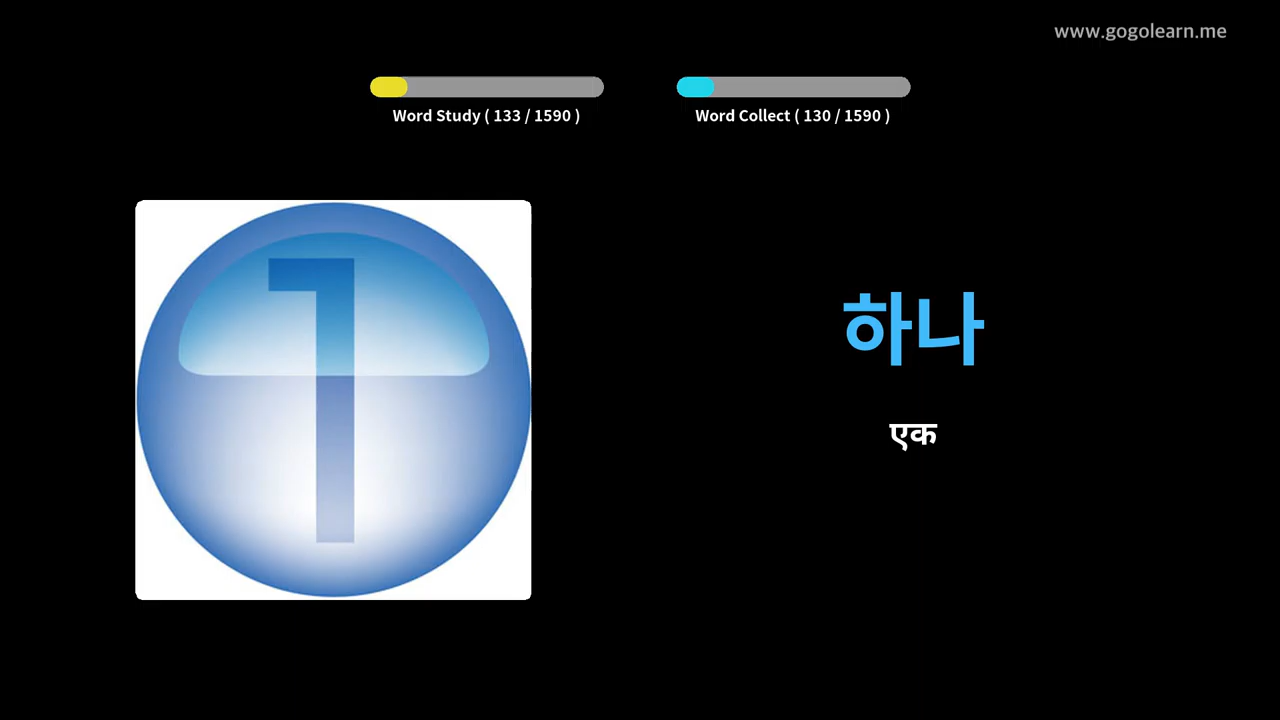 www.gogolearn.me
Word Study ( 133 / 1590 )
Word Collect ( 130 / 1590 )
1
하나
एक